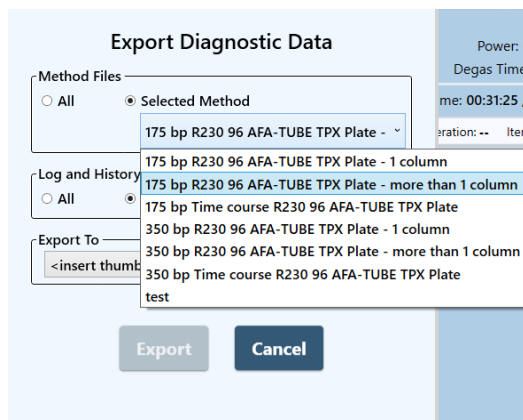 Export Diagnostic Data
Power:
Degas Time
Method Files
All
Selected Method
me: 00:31:25
175 bp R230 96 AFA-TUBE TPX Plate -
eration: -- Iter
175 bp R230 96 AFA-TUBE TPX Plate - 1 column
175 bp R230 96 AFA-TUBE TPX Plate - more than 1 column
175 bp Time course R230 96 AFA-TUBE TPX Plate
350 bp R230 96 AFA-TUBE TPX Plate - 1 column
350 bp R230 96 AFA-TUBE TPX Plate - more than 1 column
350 bp Time course R230 96 AFA-TUBE TPX Plate
test
Log and History
All
Export To
<insert thumb
Export
Cancel